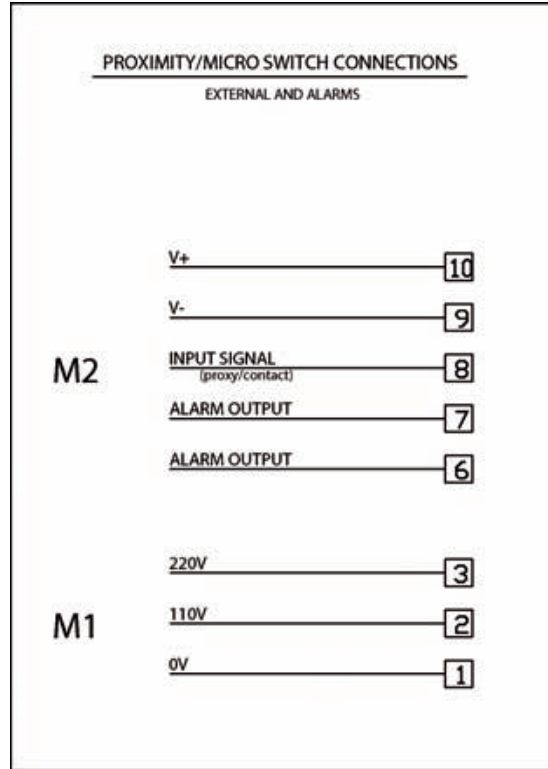 PROXIMITY/MICRO SWITCH CONNECTIONS
EXTERNAL AND ALARMS
V+ 10
V- 9
M2 INPUT SIGNAL 8
(proxy/contact)
ALARM OUTPUT 7
ALARM OUTPUT 6
220V 3
M1 110V 2
0V 1